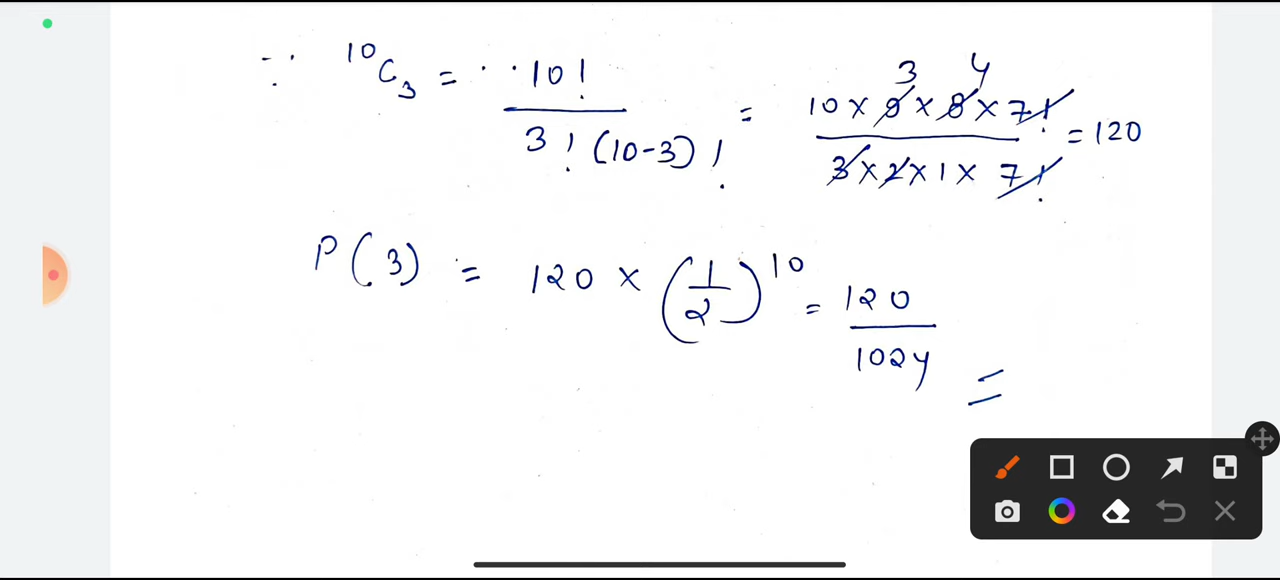 ∵ ¹⁰C₃ = 10! / 3!(10-3)! = 10 × 9 × 8 × 7! / 3 × 2 × 1 × 7! = 120
3 4
P(3) = 120 × (1/2)¹⁰ = 120 / 1024 =